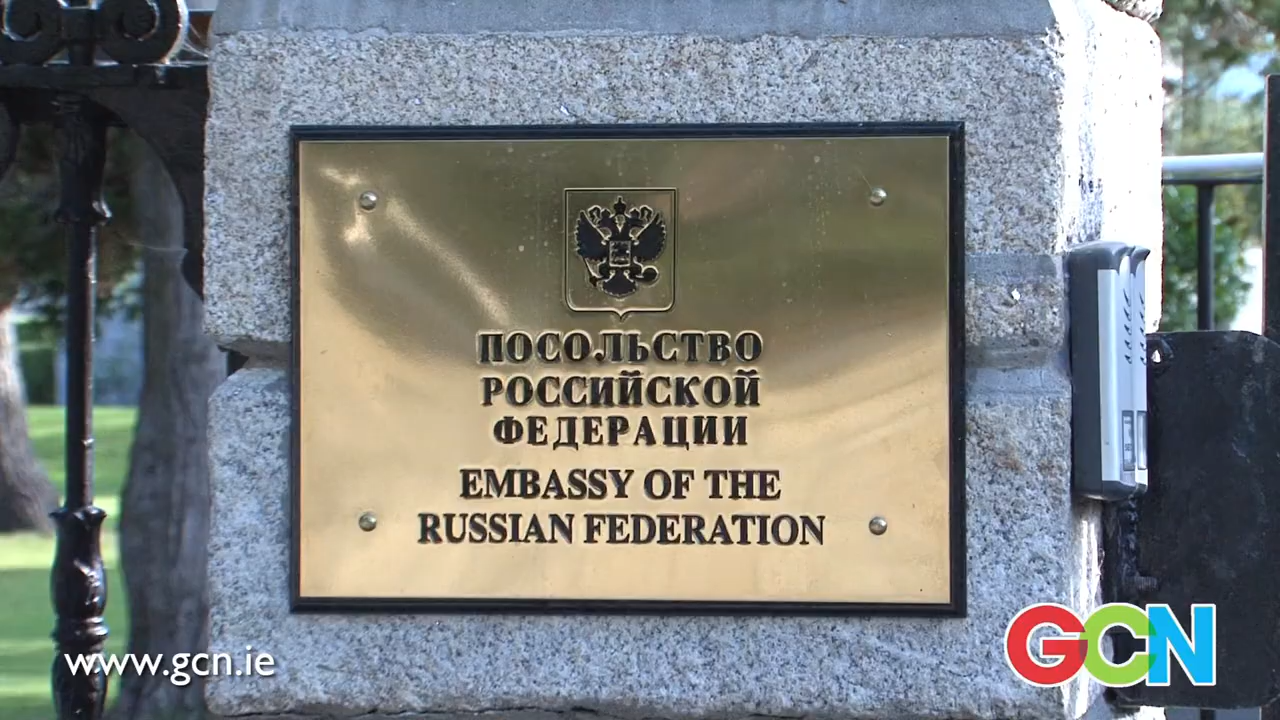 ПОСОЛЬСТВО
РОССИЙСКОЙ
ФЕДЕРАЦИИ
EMBASSY OF THE
RUSSIAN FEDERATION
www.gcn.ie
GCN